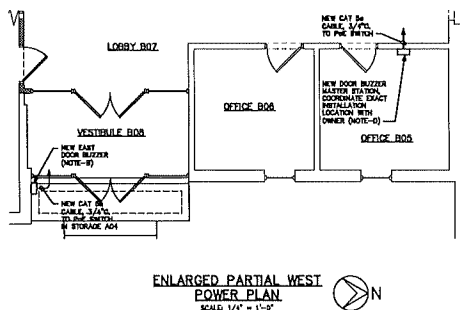 NEW CAT 5e
CABLE, 3/4"C.
TO PoE SWITCH
LOBBY B07
NEW DOOR BUZZER
MASTER STATION,
COORDINATE EXACT
INSTALLATION
LOCATION WITH
OWNER (NOTE-D)
OFFICE B06
OFFICE B05
VESTIBULE B08
NEW EAST
DOOR BUZZER
(NOTE-B)
NEW CAT 5e
CABLE, 3/4"C.
TO PoE SWITCH
IN STORAGE A04
ENLARGED PARTIAL WEST
POWER PLAN
SCALE: 1/4" = 1'-0"
N